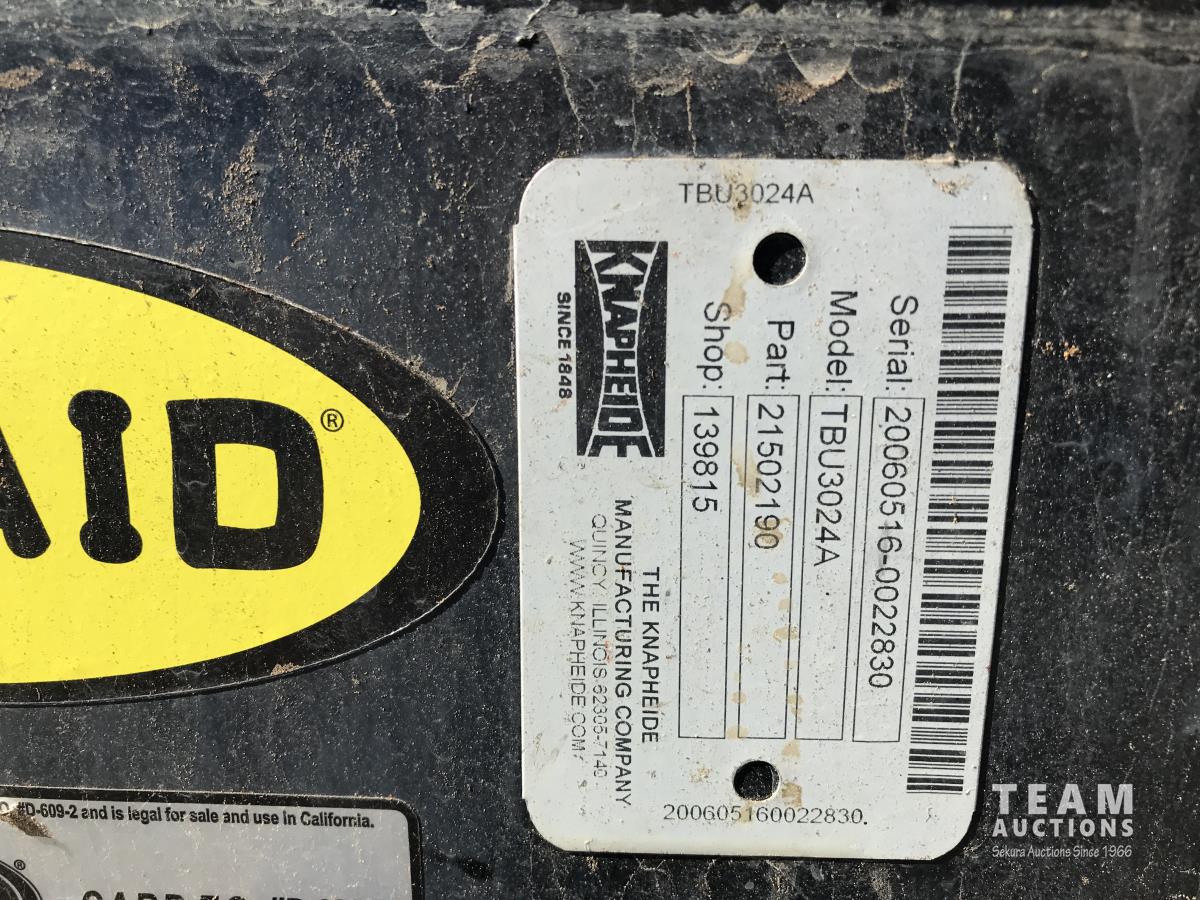 TBU3024A
Serial: 20060516-0022830
Model: TBU3024A
Part: 21502190
Shop: 139815
KNAPHEIDE
SINCE 1848
THE KNAPHEIDE
MANUFACTURING COMPANY
QUINCY, ILLINOIS 62305-7140
WWW.KNAPHEIDE.COM
200605160022830.
AID®
#D-609-2 and is legal for sale and use in California.
®
TEAM
AUCTIONS
Sekura Auctions Since 1966